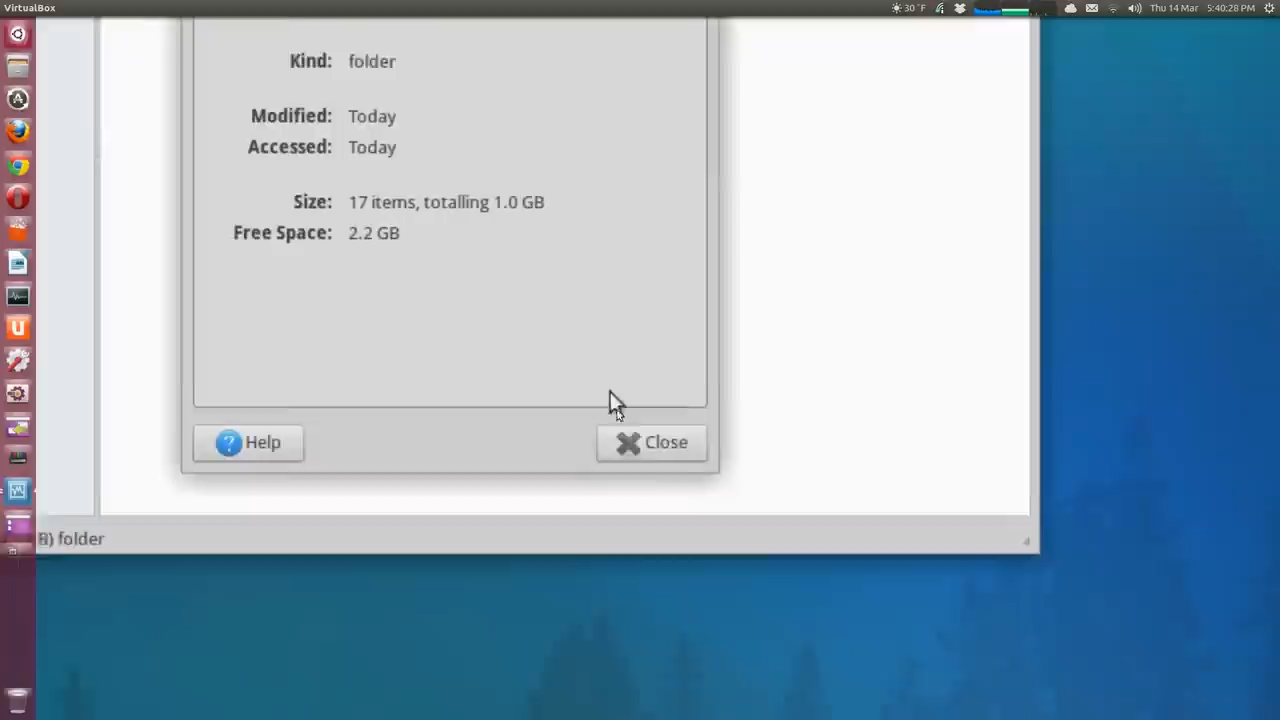 VirtualBox
30 °F
Thu 14 Mar
5:40:28 PM
Kind: folder
Modified: Today
Accessed: Today
Size: 17 items, totalling 1.0 GB
Free Space: 2.2 GB
Help
Close
) folder